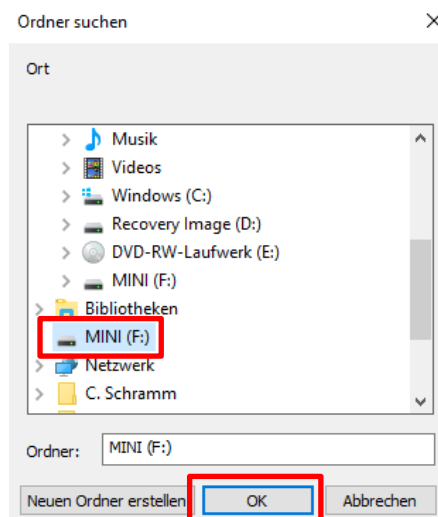 Ordner suchen
Ort
Musik
Videos
Windows (C:)
Recovery Image (D:)
DVD-RW-Laufwerk (E:)
MINI (F:)
Bibliotheken
MINI (F:)
Netzwerk
C. Schramm
Ordner: MINI (F:)
Neuen Ordner erstellen OK Abbrechen